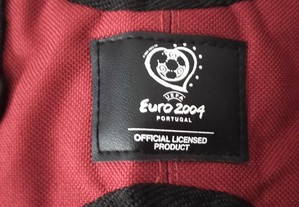 UEFA
EURO 2004
PORTUGAL
OFFICIAL LICENSED
PRODUCT